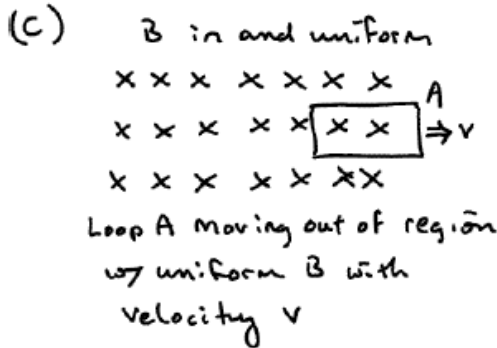 (C) B in and uniform
x x x x x x x
A
x x x x x x x ⇒ v
x x x x x x x
Loop A moving out of region
w/ uniform B with
velocity v